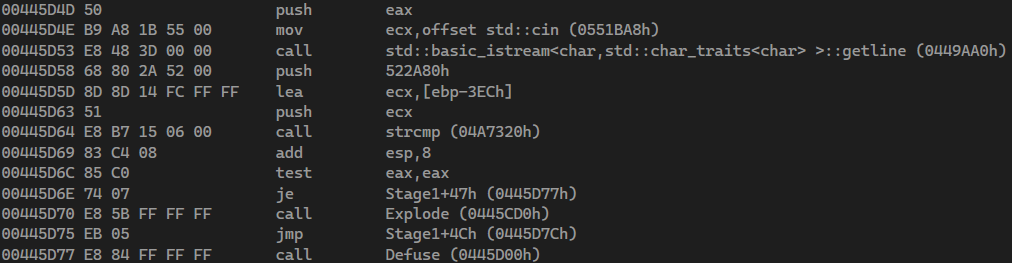 00445D4D 50 push eax
00445D4E B9 A8 1B 55 00 mov ecx,offset std::cin (0551BA8h)
00445D53 E8 48 3D 00 00 call std::basic_istream<char,std::char_traits<char> >::getline (0449AA0h)
00445D58 68 80 2A 52 00 push 522A80h
00445D5D 8D 8D 14 FC FF FF lea ecx,[ebp-3ECh]
00445D63 51 push ecx
00445D64 E8 B7 15 06 00 call strcmp (04A7320h)
00445D69 83 C4 08 add esp,8
00445D6C 85 C0 test eax,eax
00445D6E 74 07 je Stage1+47h (0445D77h)
00445D70 E8 5B FF FF FF call Explode (0445CD0h)
00445D75 EB 05 jmp Stage1+4Ch (0445D7Ch)
00445D77 E8 84 FF FF FF call Defuse (0445D00h)